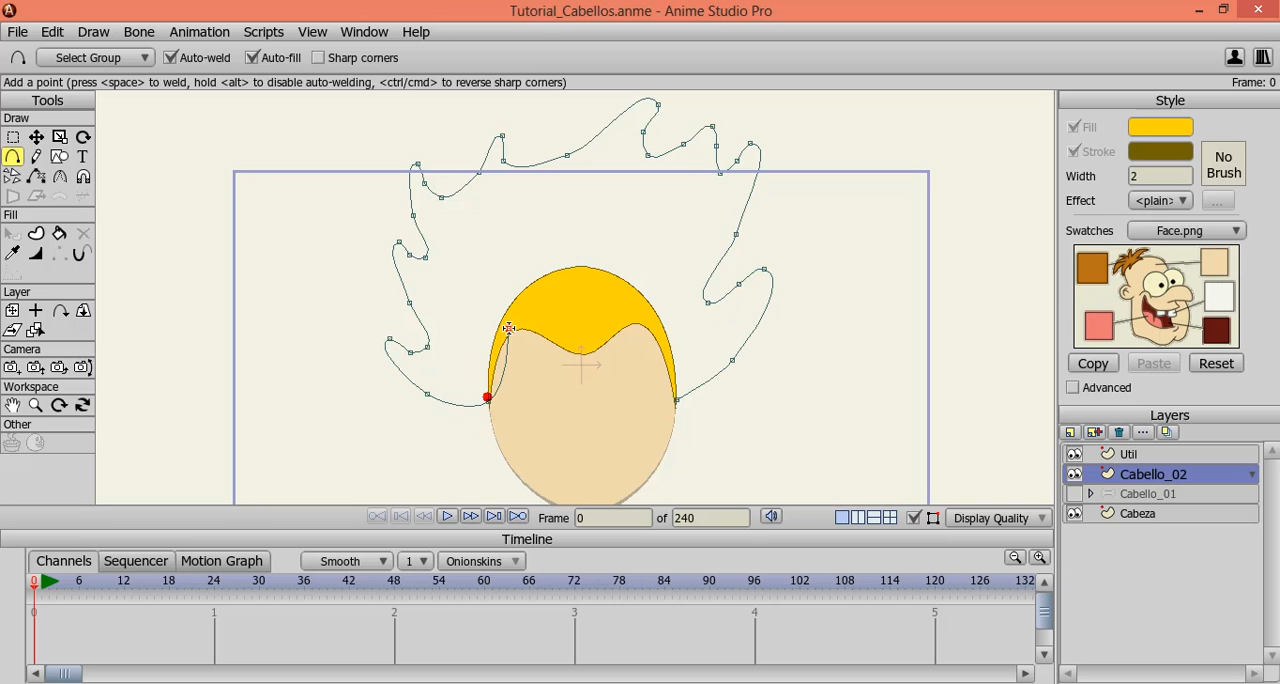 Tutorial_Cabellos.anme - Anime Studio Pro
File Edit Draw Bone Animation Scripts View Window Help
Select Group Auto-weld Auto-fill Sharp corners
Add a point (press <space> to weld, hold <alt> to disable auto-welding, <ctrl/cmd> to reverse sharp corners) Frame: 0
Tools
Draw
Fill
Layer
Camera
Workspace
Other
Style
Fill
Stroke
No Brush
Width 2
Effect <plain> ...
Swatches Face.png
Copy Paste Reset
Advanced
Layers
Util
Cabello_02
Cabello_01
Cabeza
Frame 0 of 240 Display Quality
Timeline
Channels Sequencer Motion Graph Smooth 1 Onionskins
0 6 12 18 24 30 36 42 48 54 60 66 72 78 84 90 96 102 108 114 120 126 132
0 1 2 3 4 5